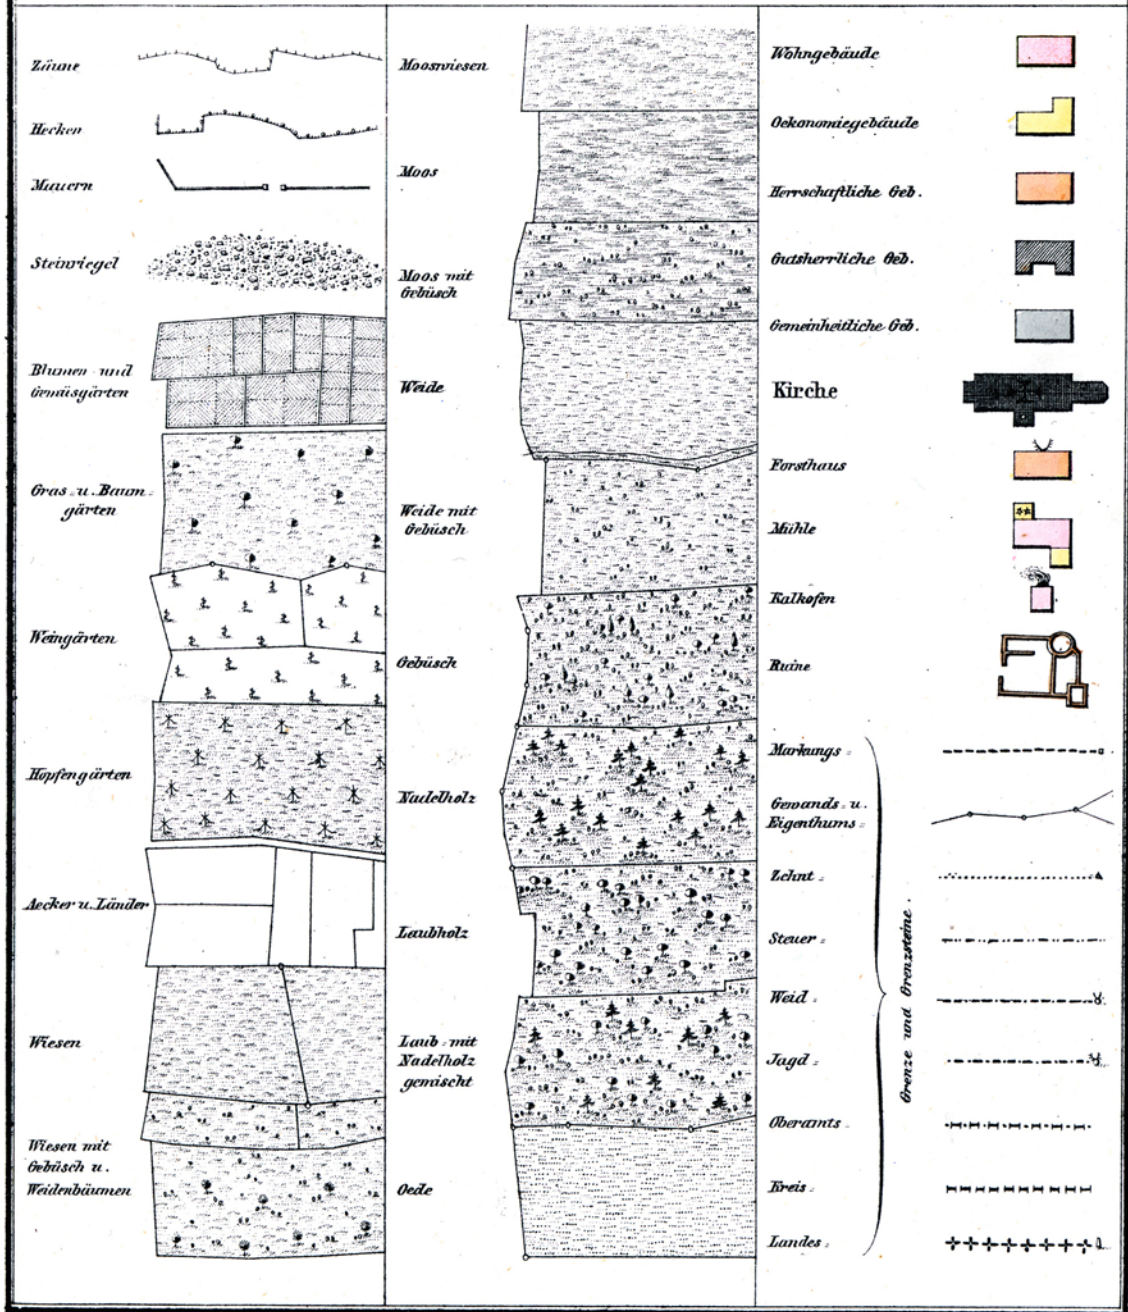 Zäune
Hecken
Mauern
Steinriegel
Blumen- und
Gemüsgärten
Gras- u. Baum-
gärten
Weingärten
Hopfengärten
Aecker u. Länder
Wiesen
Wiesen mit
Gebüsch u.
Weidenbäumen
Mooswiesen
Moos
Moos mit
Gebüsch
Weide
Weide mit
Gebüsch
Gebüsch
Nadelholz
Laubholz
Laub- mit
Nadelholz
gemischt
Oede
Wohngebäude
Oekonomiegebäude
Herrschaftliche Geb.
Gutsherrliche Geb.
Gemeinheitliche Geb.
Kirche
Forsthaus
Mühle
Kalkofen
Ruine
Markungs-
Gewands- u.
Eigenthums-
Zehnt-
Steuer-
Weid-
Jagd-
Oberamts-
Kreis-
Landes-
Grenze und Grenzsteine.